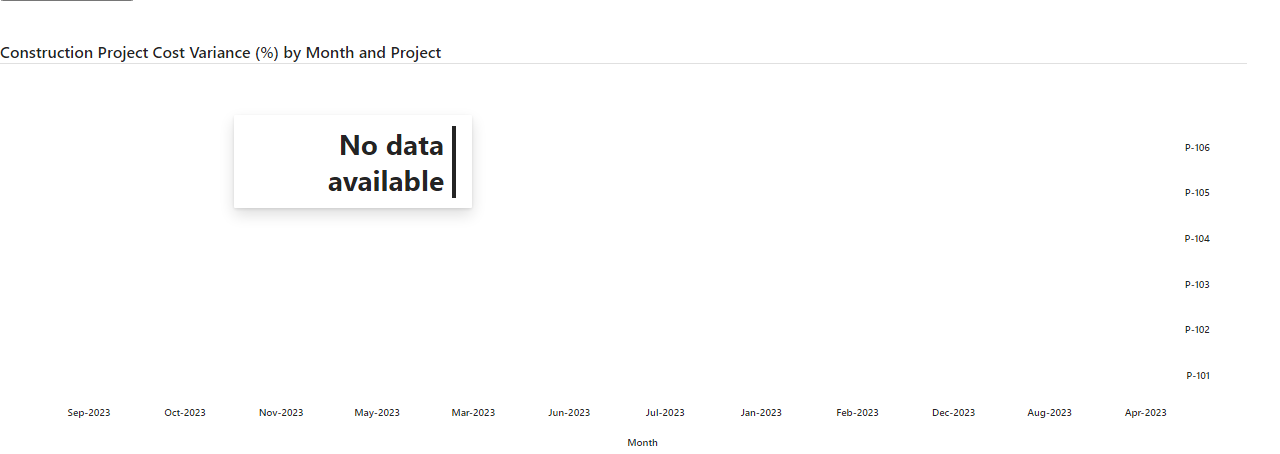 Construction Project Cost Variance (%) by Month and Project
No data
available
P-106
P-105
P-104
P-103
P-102
P-101
Sep-2023 Oct-2023 Nov-2023 May-2023 Mar-2023 Jun-2023 Jul-2023 Jan-2023 Feb-2023 Dec-2023 Aug-2023 Apr-2023
Month